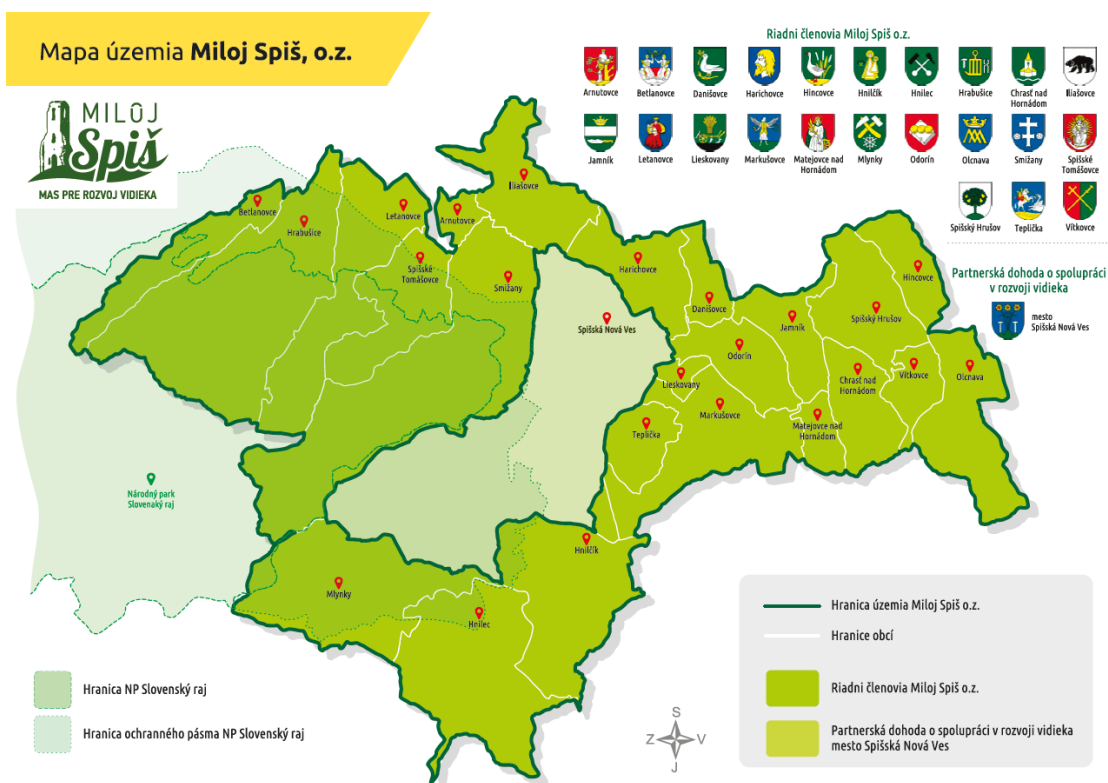 Mapa územia Miloj Spiš, o.z.
MILOJ
Spiš
MAS PRE ROZVOJ VIDIEKA
Riadni členovia Miloj Spiš o.z.
Arnutovce
Betlanovce
Danišovce
Harichovce
Hincovce
Hnilčík
Hnilec
Hrabušice
Chrasť nad
Hornádom
Iliašovce
Jamník
Letanovce
Lieskovany
Markušovce
Matejovce nad
Hornádom
Mlynky
Odorín
Olcnava
Smižany
Spišské
Tomášovce
Spišský Hrušov
Teplička
Vítkovce
Partnerská dohoda o spolupráci
v rozvoji vidieka
mesto
Spišská Nová Ves
Iliašovce
Betlanovce
Hrabušice
Letanovce
Arnutovce
Spišské
Tomášovce
Smižany
Harichovce
Hincovce
Danišovce
Spišská Nová Ves
Jamník
Spišský Hrušov
Odorín
Lieskovany
Chrasť nad
Hornádom
Vítkovce
Olcnava
Markušovce
Teplička
Matejovce nad
Hornádom
Národný park
Slovenaký raj
Hnilčík
Mlynky
Hnilec
Hranica NP Slovenský raj
Hranica ochranného pásma NP Slovenský raj
S
Z V
J
Hranica územia Miloj Spiš o.z.
Hranice obcí
Riadni členovia Miloj Spiš o.z.
Partnerská dohoda o spolupráci v rozvoji vidieka
mesto Spišská Nová Ves